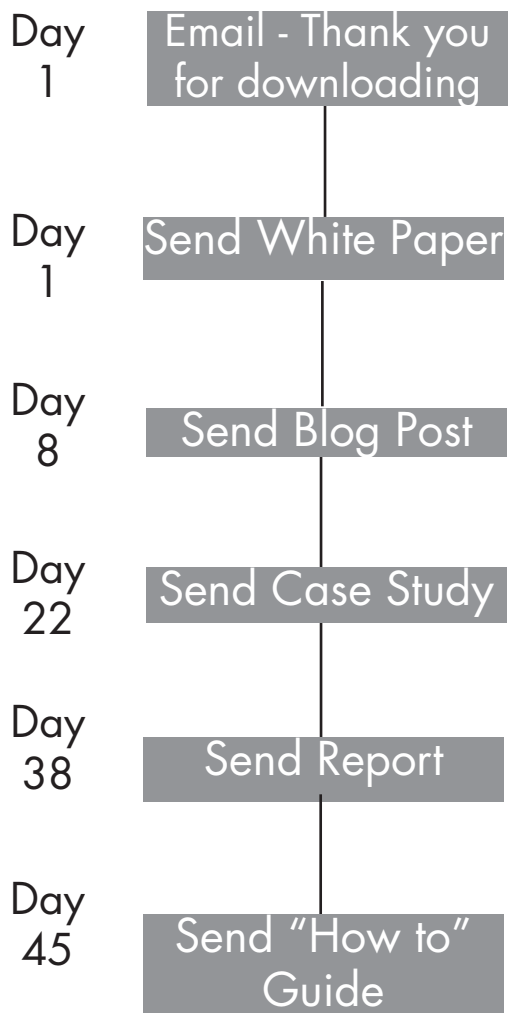 Day
1
Email - Thank you
for downloading
Day
1
Send White Paper
Day
8
Send Blog Post
Day
22
Send Case Study
Day
38
Send Report
Day
45
Send “How to”
Guide